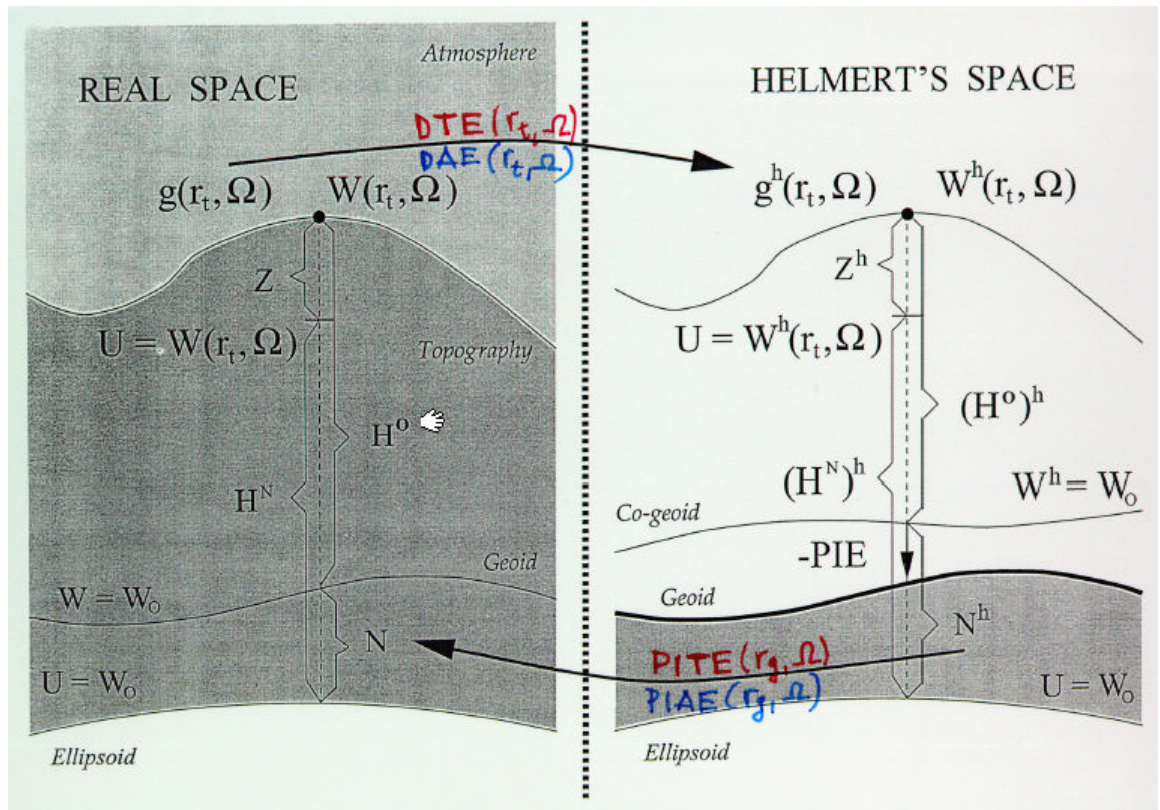 Atmosphere
REAL SPACE
DTE(rₜ,Ω)
DAE(rₜ,Ω)
g(rₜ,Ω) W(rₜ,Ω)
Z
U = W(rₜ,Ω)
Topography
Hᴼ
Hᴺ
Geoid
W = Wₒ
N
U = Wₒ
Ellipsoid
HELMERT'S SPACE
gʰ(rₜ,Ω) Wʰ(rₜ,Ω)
Zʰ
U = Wʰ(rₜ,Ω)
(Hᴼ)ʰ
(Hᴺ)ʰ
Wʰ = Wₒ
Co-geoid
-PIE
Geoid
Nʰ
PITE(r_g,Ω)
PIAE(r_g,Ω)
U = Wₒ
Ellipsoid